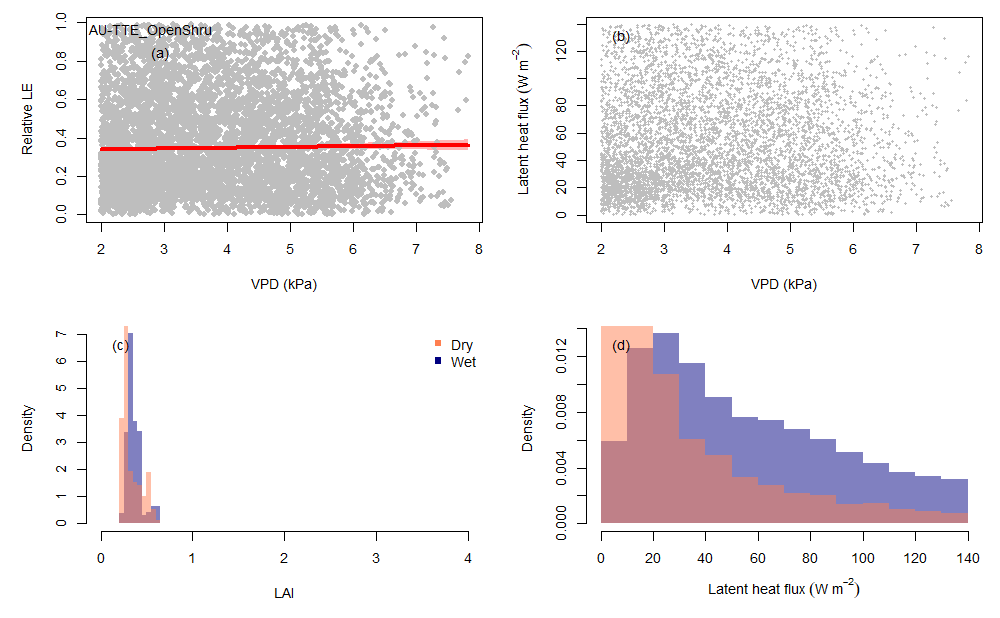 AU-TTE_OpenShru
(a)
Relative LE
1.0
0.8
0.6
0.4
0.2
0.0
2 3 4 5 6 7 8
VPD (kPa)
(b)
Latent heat flux (W m−2)
120
80
60
40
20
0
2 3 4 5 6 7 8
VPD (kPa)
(c)
Dry
Wet
Density
7
6
5
4
3
2
1
0
0 1 2 3 4
LAI
(d)
Density
0.012
0.008
0.004
0.000
0 20 40 60 80 100 120 140
Latent heat flux (W m−2)